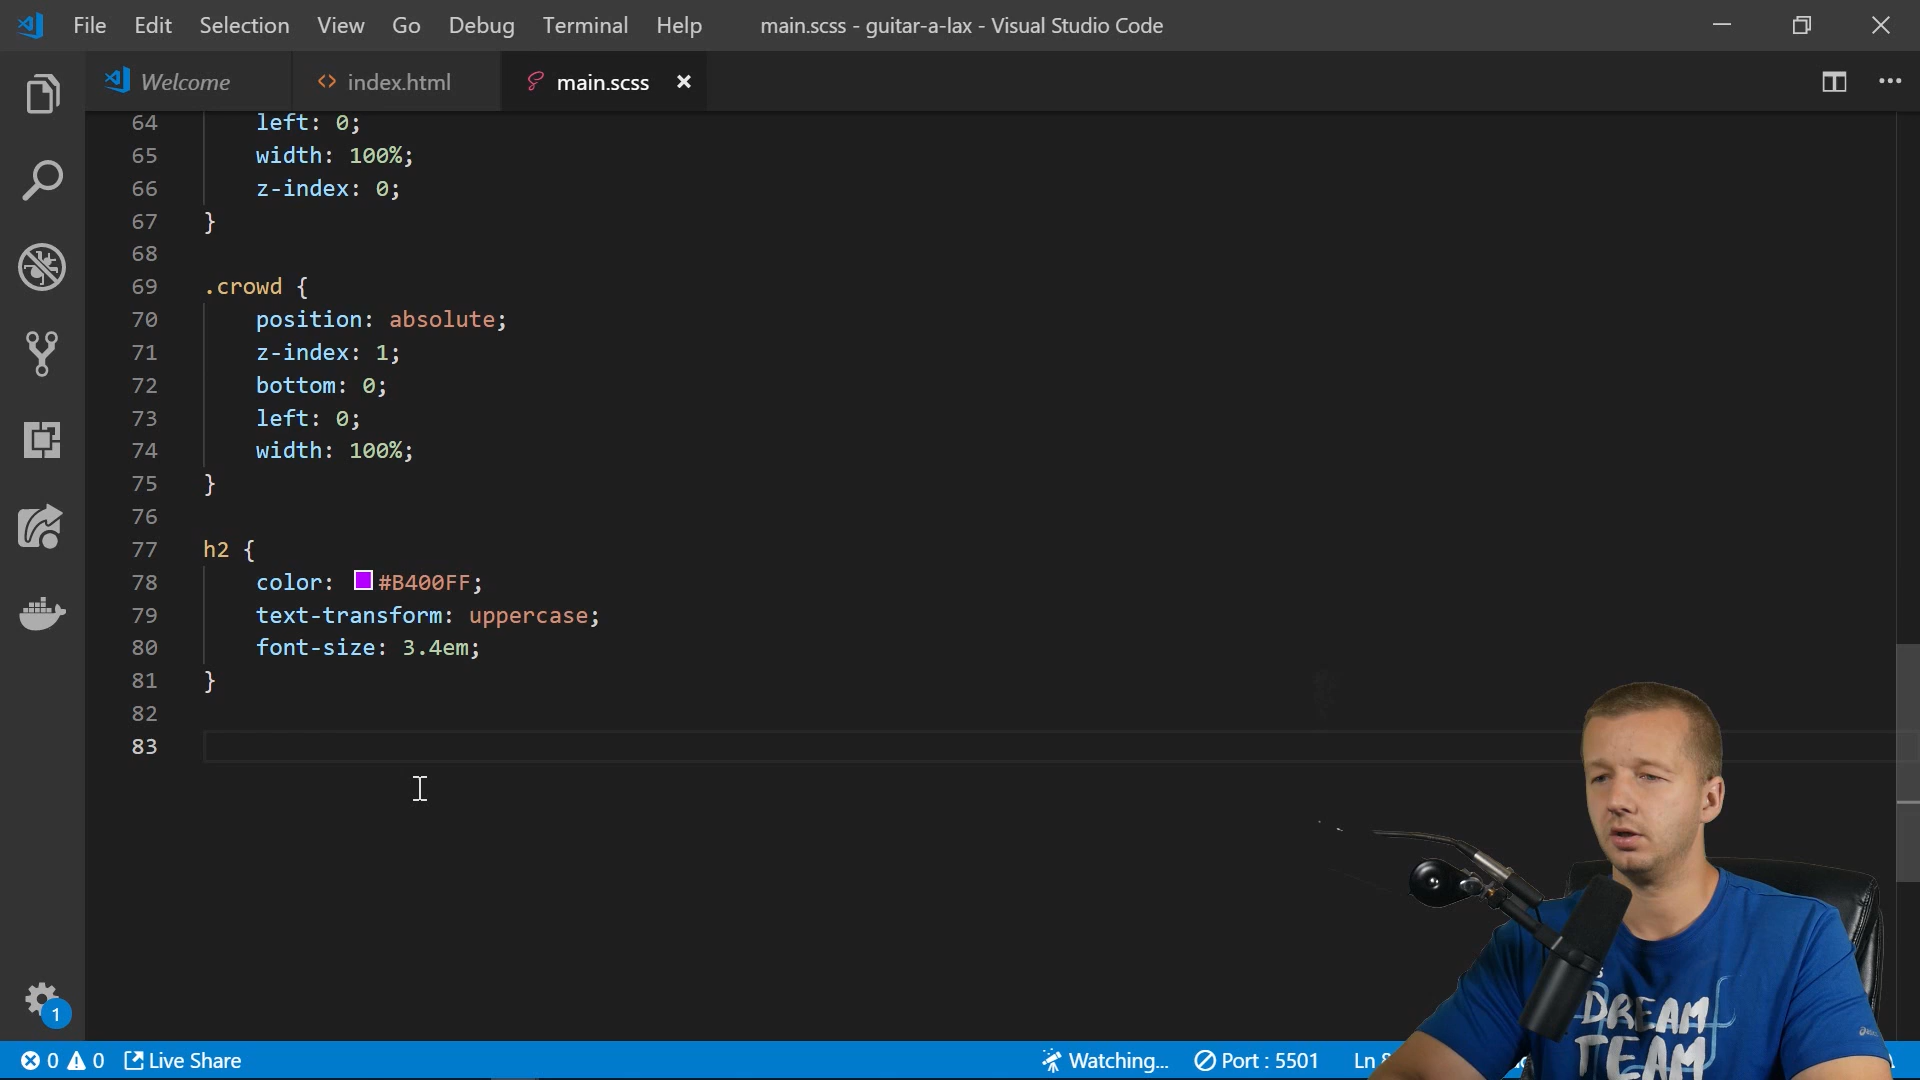 File Edit Selection View Go Debug Terminal Help main.scss - guitar-a-lax - Visual Studio Code
Welcome index.html main.scss
64 left: 0;
65 width: 100%;
66 z-index: 0;
67 }
68
69 .crowd {
70 position: absolute;
71 z-index: 1;
72 bottom: 0;
73 left: 0;
74 width: 100%;
75 }
76
77 h2 {
78 color: #B400FF;
79 text-transform: uppercase;
80 font-size: 3.4em;
81 }
82
83
DREAM
TEAM
1
0 0 Live Share Watching... Port : 5501 Ln